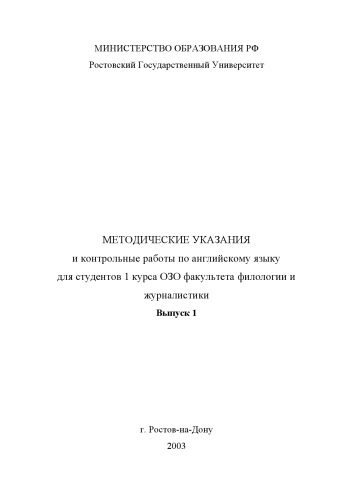 МИНИСТЕРСТВО ОБРАЗОВАНИЯ РФ
Ростовский Государственный Университет
МЕТОДИЧЕСКИЕ УКАЗАНИЯ
и контрольные работы по английскому языку
для студентов 1 курса ОЗО факультета филологии и
журналистики
Выпуск 1
г. Ростов-на-Дону
2003